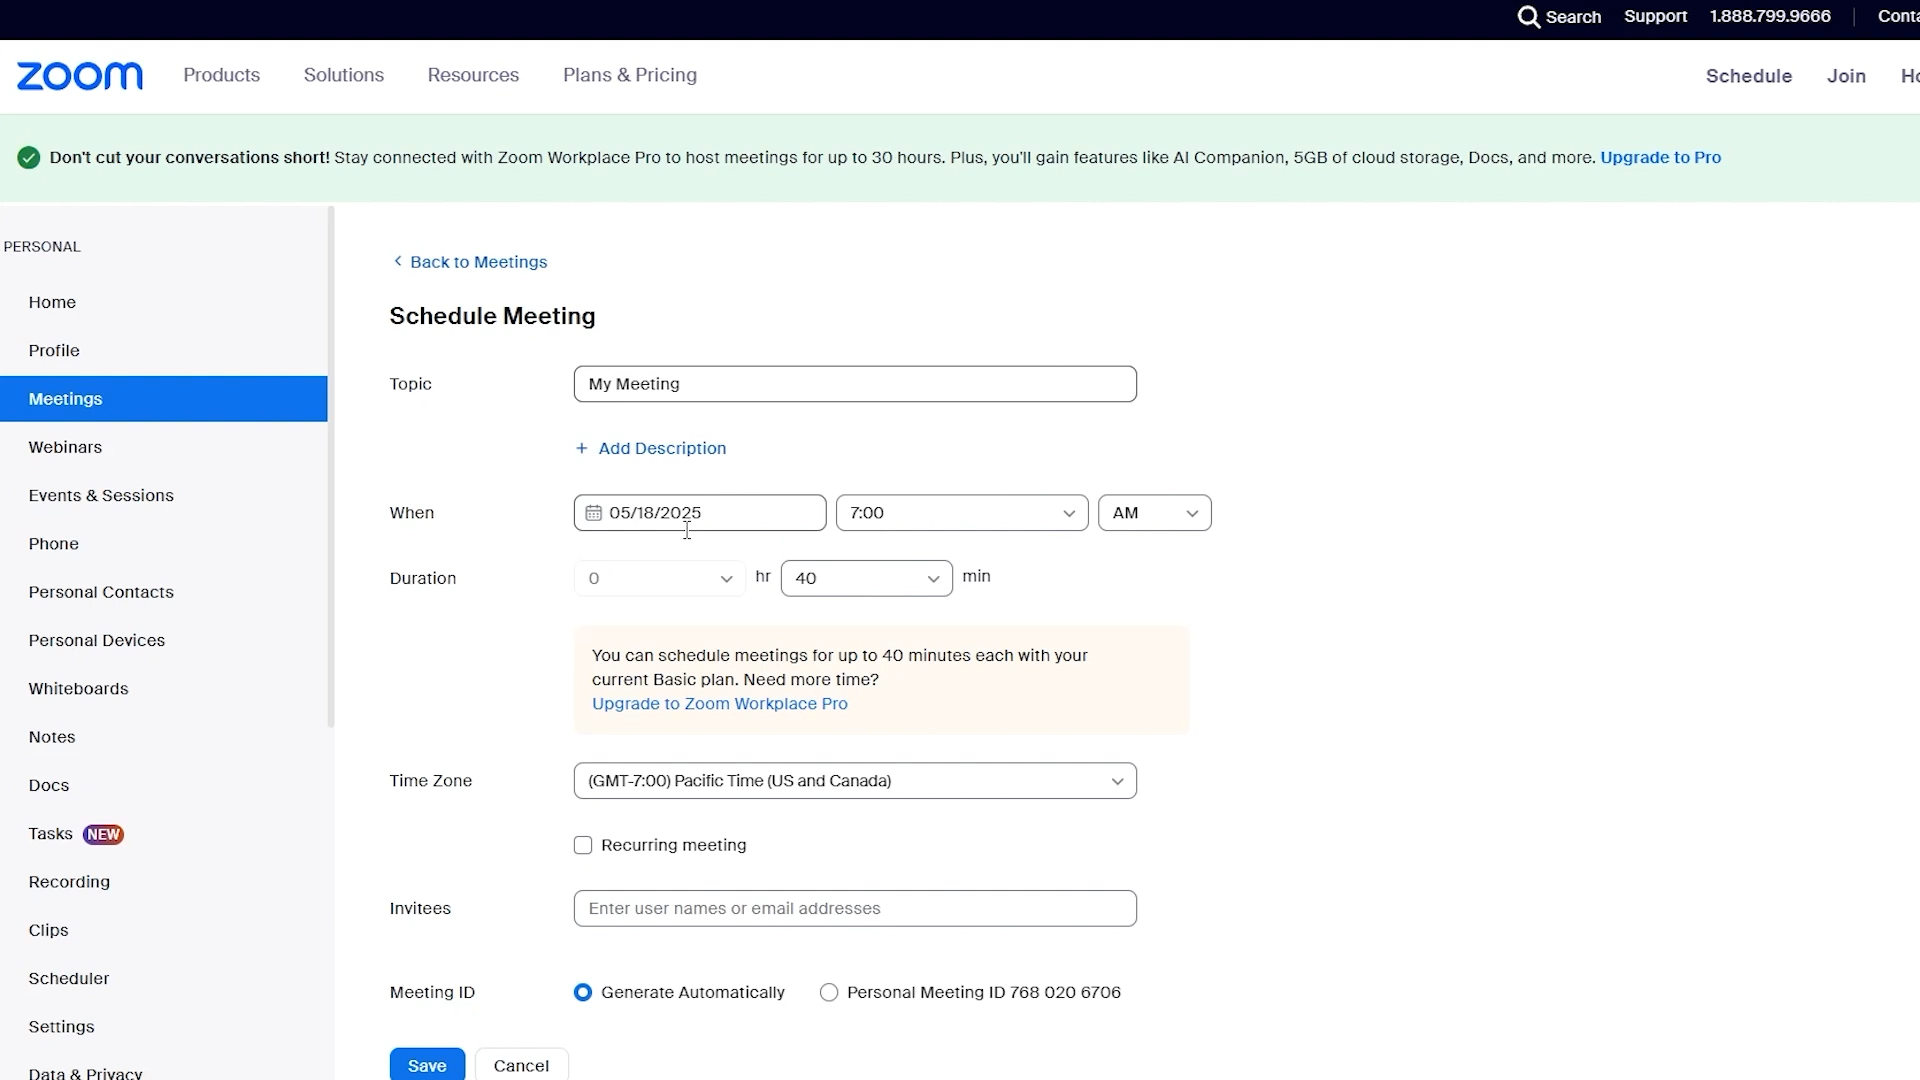 Search Support 1.888.799.9666
zoom Products Solutions Resources Plans & Pricing Schedule Join
Don't cut your conversations short! Stay connected with Zoom Workplace Pro to host meetings for up to 30 hours. Plus, you'll gain features like AI Companion, 5GB of cloud storage, Docs, and more. Upgrade to Pro
PERSONAL
Home
Profile
Meetings
Webinars
Events & Sessions
Phone
Personal Contacts
Personal Devices
Whiteboards
Notes
Docs
Tasks NEW
Recording
Clips
Scheduler
Settings
Data & Privacy
Back to Meetings
Schedule Meeting
Topic My Meeting
+ Add Description
When 05/18/2025 7:00 AM
Duration 0 hr 40 min
You can schedule meetings for up to 40 minutes each with your
current Basic plan. Need more time?
Upgrade to Zoom Workplace Pro
Time Zone (GMT-7:00) Pacific Time (US and Canada)
Recurring meeting
Invitees Enter user names or email addresses
Meeting ID Generate Automatically Personal Meeting ID 768 020 6706
Save Cancel